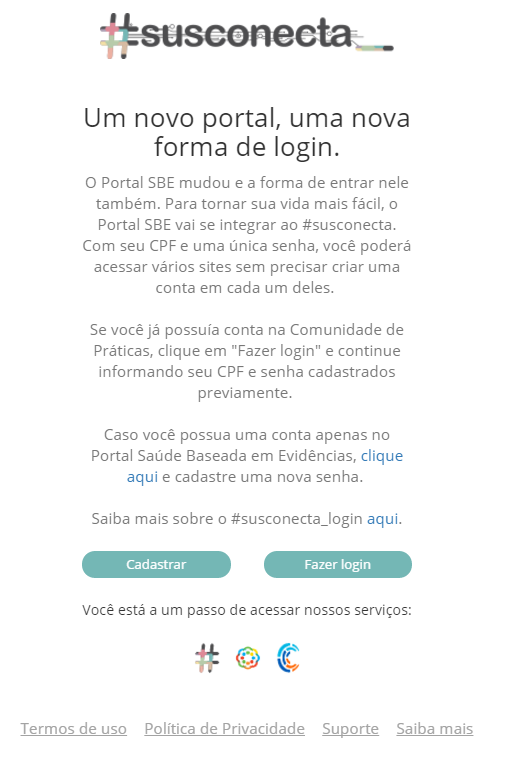 #susconecta_
Um novo portal, uma nova
forma de login.
O Portal SBE mudou e a forma de entrar nele
também. Para tornar sua vida mais fácil, o
Portal SBE vai se integrar ao #susconecta.
Com seu CPF e uma única senha, você poderá
acessar vários sites sem precisar criar uma
conta em cada um deles.
Se você já possuía conta na Comunidade de
Práticas, clique em "Fazer login" e continue
informando seu CPF e senha cadastrados
previamente.
Caso você possua uma conta apenas no
Portal Saúde Baseada em Evidências, clique
aqui e cadastre uma nova senha.
Saiba mais sobre o #susconecta_login aqui.
Cadastrar Fazer login
Você está a um passo de acessar nossos serviços:
#
Termos de uso Política de Privacidade Suporte Saiba mais